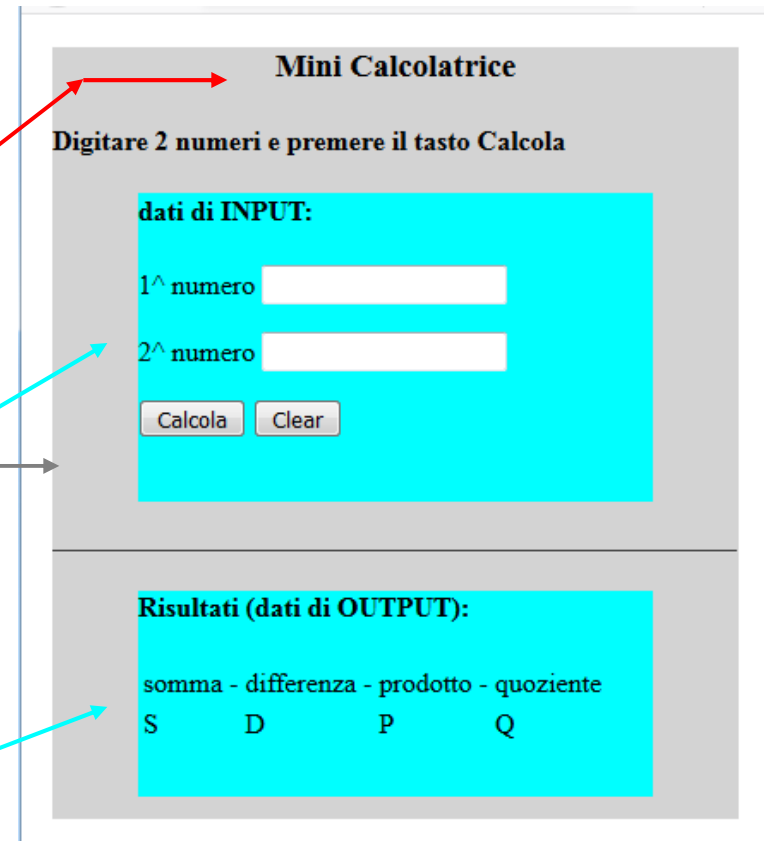 Mini Calcolatrice
Digitare 2 numeri e premere il tasto Calcola
dati di INPUT:
1^ numero
2^ numero
Calcola Clear
Risultati (dati di OUTPUT):
somma - differenza - prodotto - quoziente
S D P Q